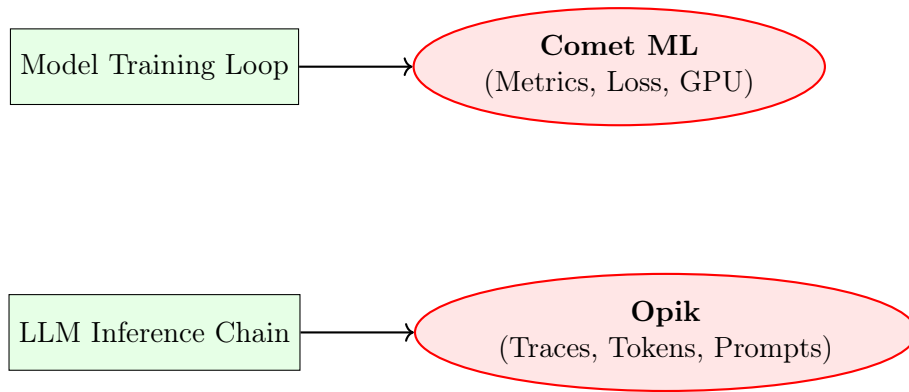 Model Training Loop
Comet ML
(Metrics, Loss, GPU)
LLM Inference Chain
Opik
(Traces, Tokens, Prompts)